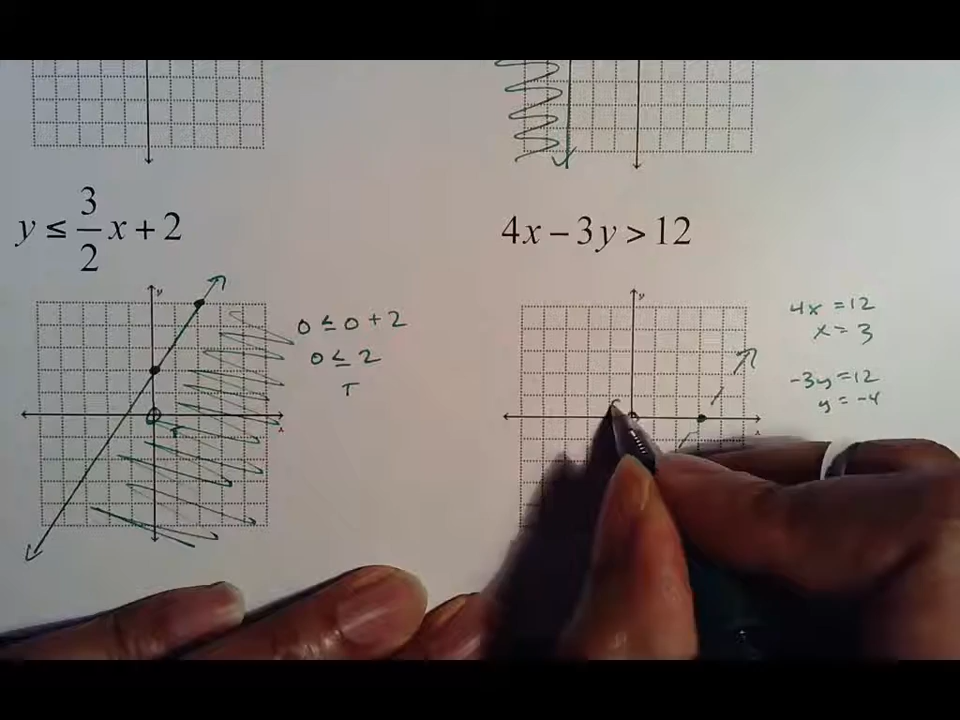 y ≤ 3/2 x + 2
4x − 3y > 12
y
0 ≤ 0 + 2
0 ≤ 2
T
x
T
y
4x = 12
x = 3
-3y = 12
y = -4